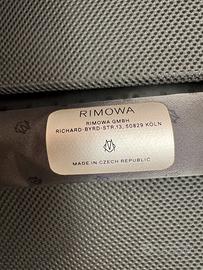 RIMOWA
RIMOWA GMBH
RICHARD-BYRD-STR.13, 50829 KÖLN
MADE IN CZECH REPUBLIC